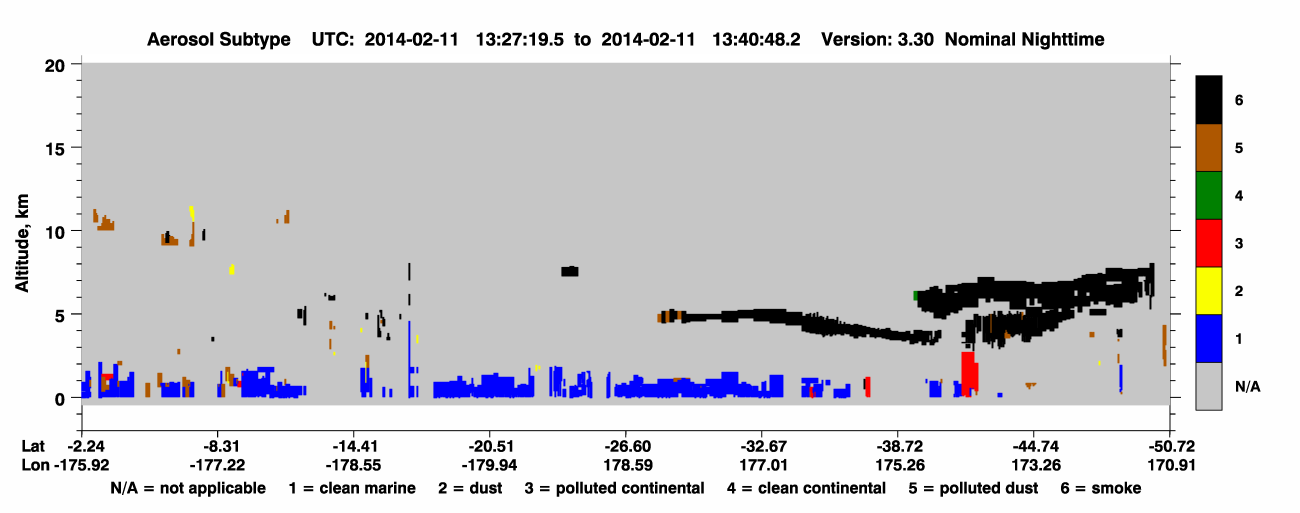 Aerosol Subtype UTC: 2014-02-11 13:27:19.5 to 2014-02-11 13:40:48.2 Version: 3.30 Nominal Nighttime
20
15
10
5
0
Altitude, km
6
5
4
3
2
1
N/A
Lat -2.24 -8.31 -14.41 -20.51 -26.60 -32.67 -38.72 -44.74 -50.72
Lon -175.92 -177.22 -178.55 -179.94 178.59 177.01 175.26 173.26 170.91
N/A = not applicable 1 = clean marine 2 = dust 3 = polluted continental 4 = clean continental 5 = polluted dust 6 = smoke